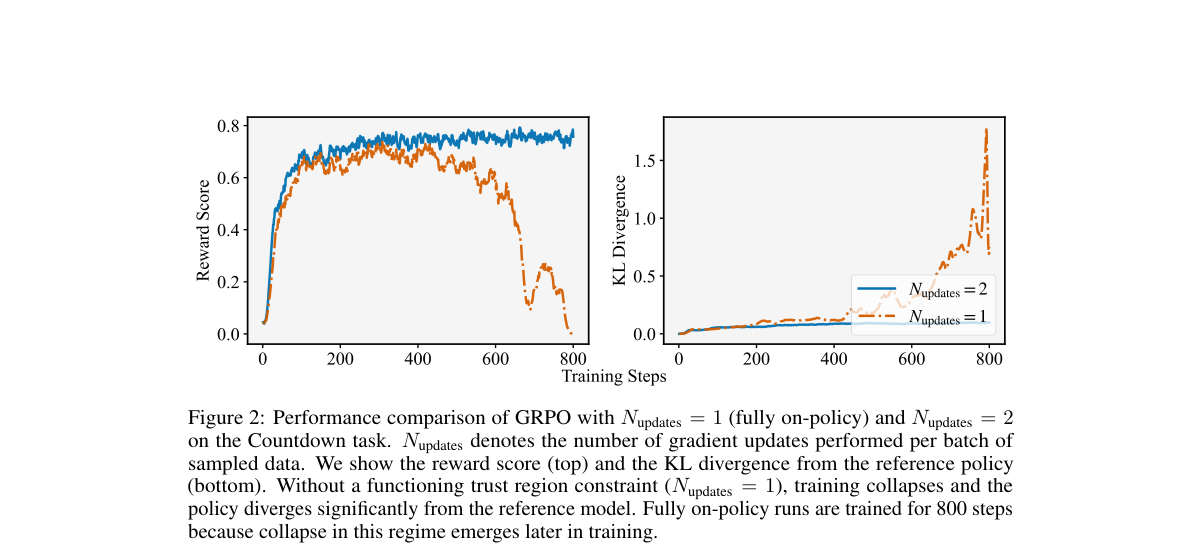 0.8
0.6
0.4
0.2
0.0
Reward Score
0 200 400 600 800
1.5
1.0
0.5
0.0
KL Divergence
0 200 400 600 800
N_updates = 2
N_updates = 1
Training Steps
Figure 2: Performance comparison of GRPO with N_updates = 1 (fully on-policy) and N_updates = 2
on the Countdown task. N_updates denotes the number of gradient updates performed per batch of
sampled data. We show the reward score (top) and the KL divergence from the reference policy
(bottom). Without a functioning trust region constraint (N_updates = 1), training collapses and the
policy diverges significantly from the reference model. Fully on-policy runs are trained for 800 steps
because collapse in this regime emerges later in training.